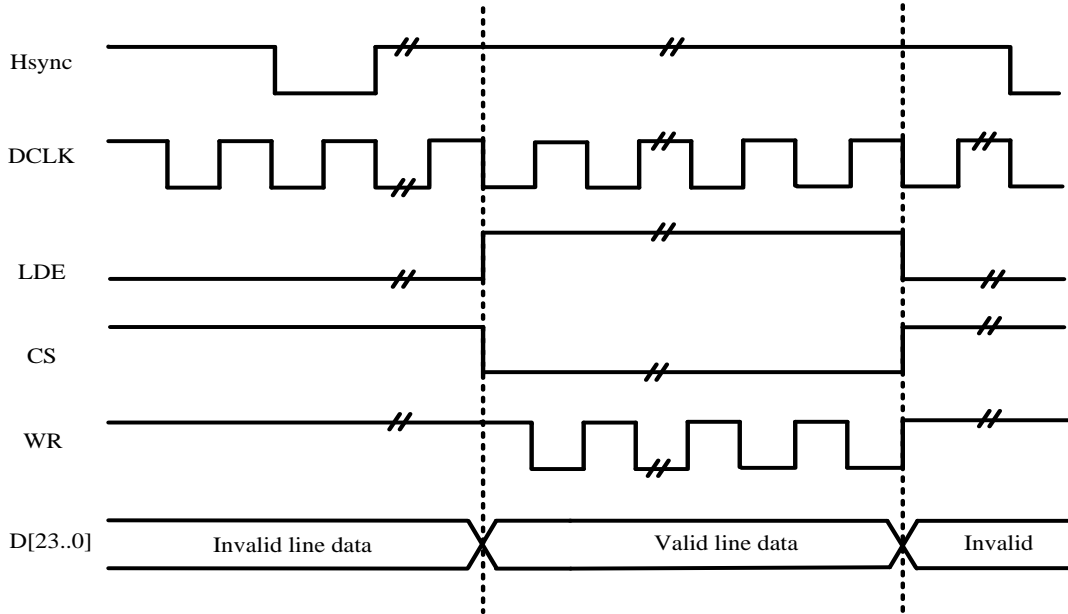 Hsync
DCLK
LDE
CS
WR
D[23..0]
Invalid line data
Valid line data
Invalid